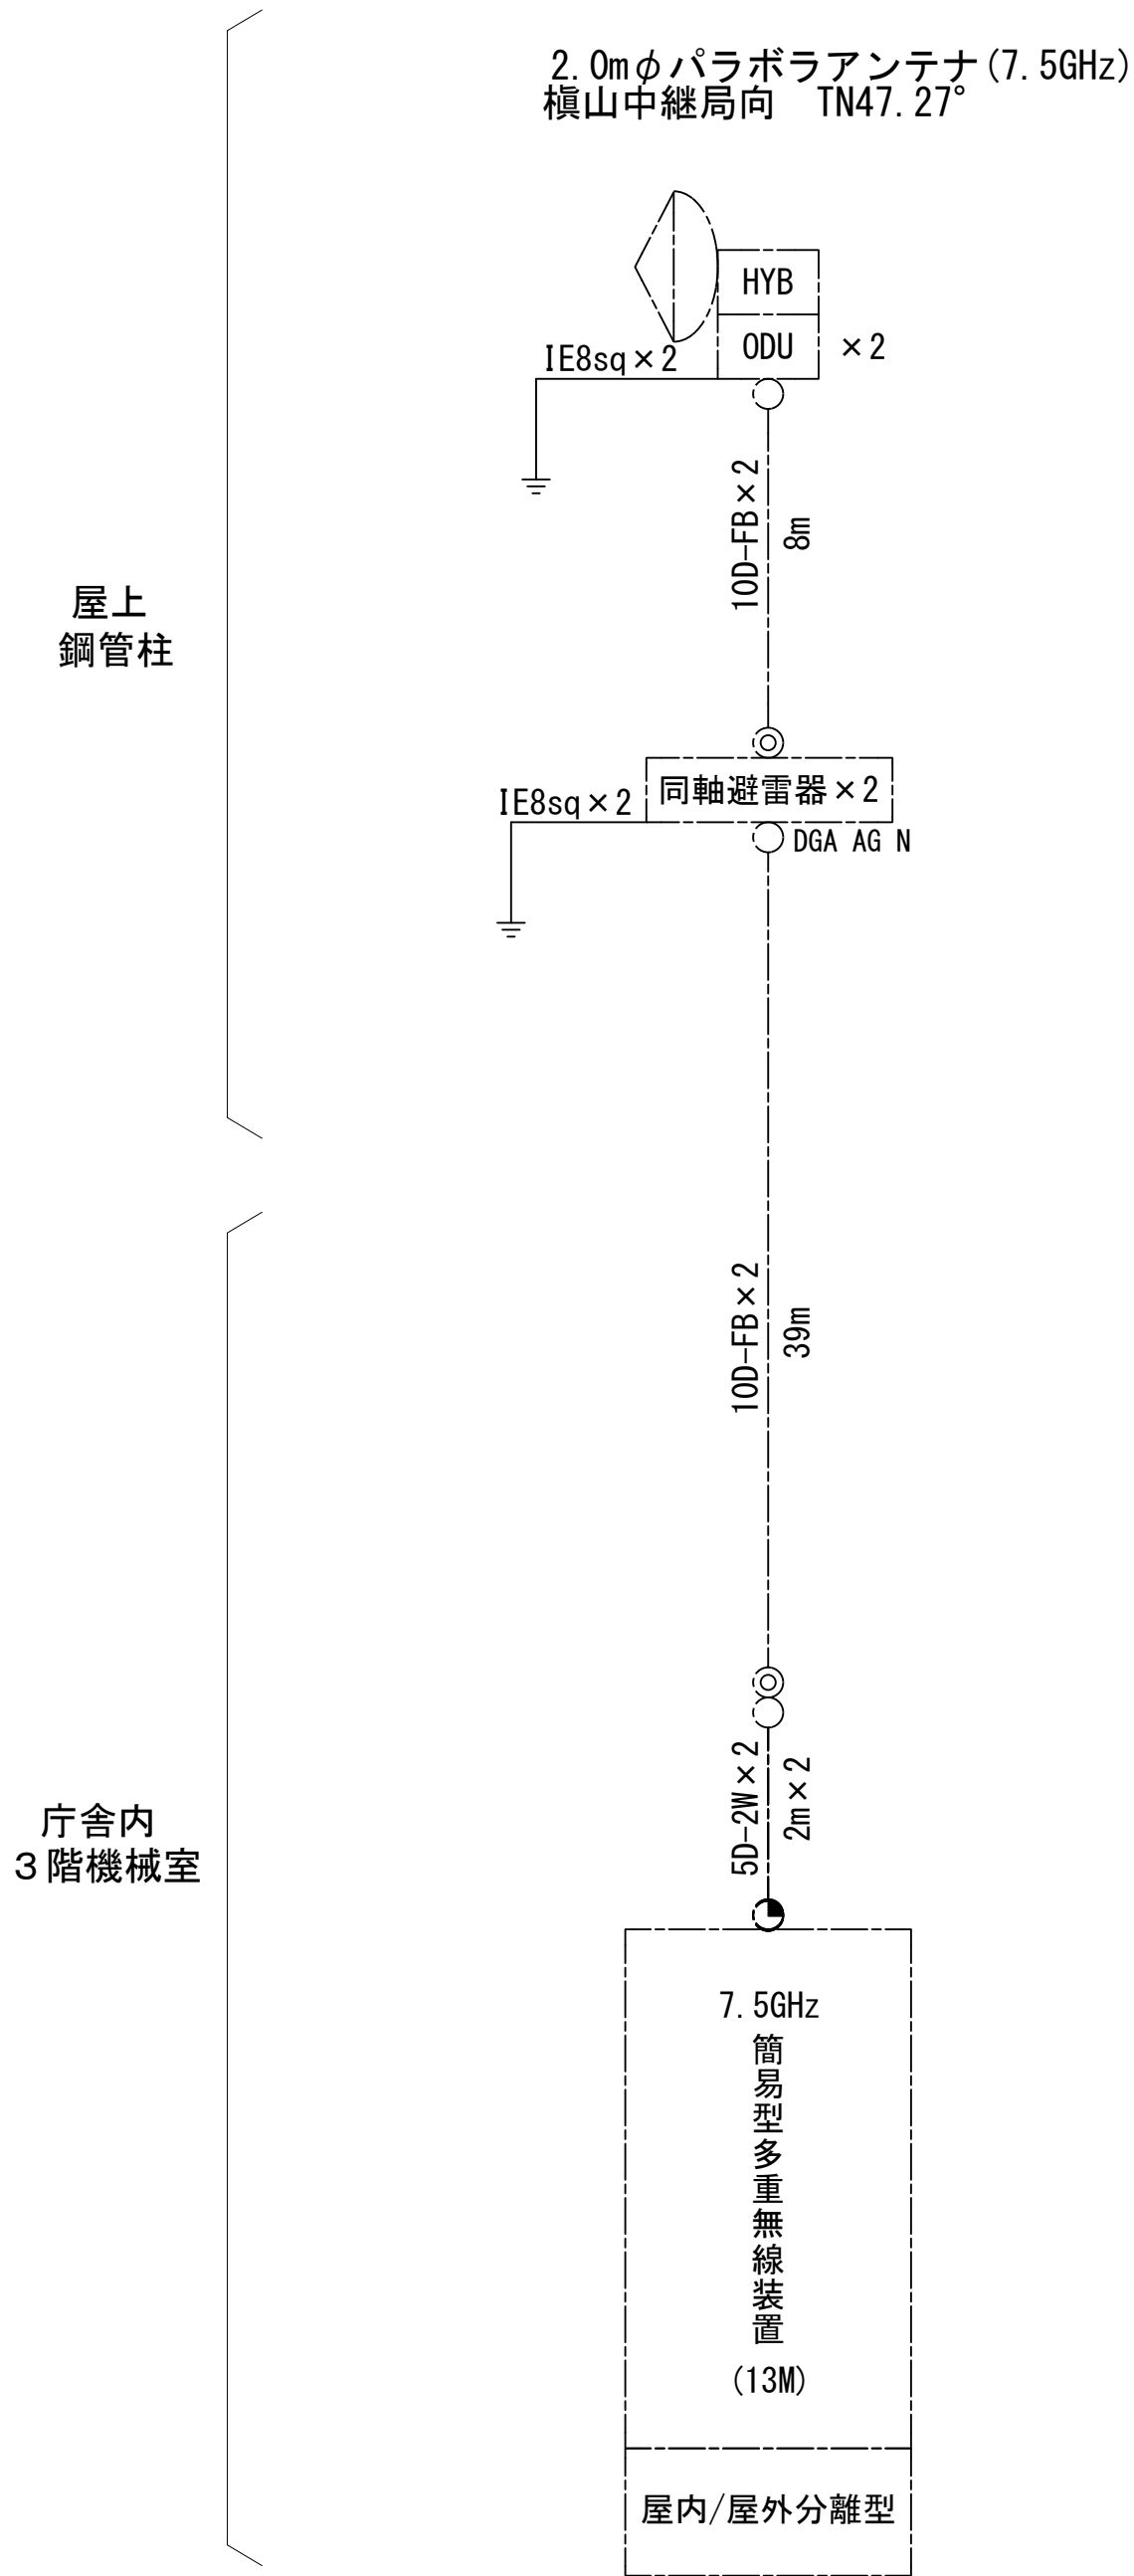 2.0mφパラボラアンテナ(7.5GHz)
槇山中継局向　TN47.27°
HYB
ODU
×2
IE8sq×2
10D-FB×2
8m
屋上
鋼管柱
同軸避雷器×2
IE8sq×2
DGA AG N
10D-FB×2
39m
5D-2W×2
2m×2
庁舎内
３階機械室
7.5GHz
簡易型多重無線装置
(13M)
屋内/屋外分離型